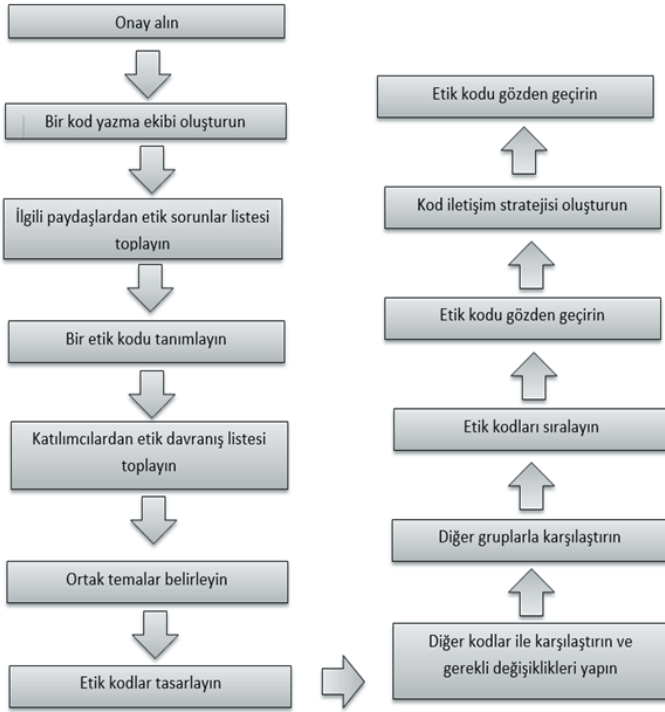 Onay alın
Bir kod yazma ekibi oluşturun
İlgili paydaşlardan etik sorunlar listesi
toplayın
Bir etik kodu tanımlayın
Katılımcılardan etik davranış listesi
toplayın
Ortak temalar belirleyin
Etik kodlar tasarlayın
Diğer kodlar ile karşılaştırın ve
gerekli değişiklikleri yapın
Diğer gruplarla karşılaştırın
Etik kodları sıralayın
Etik kodu gözden geçirin
Kod iletişim stratejisi oluşturun
Etik kodu gözden geçirin